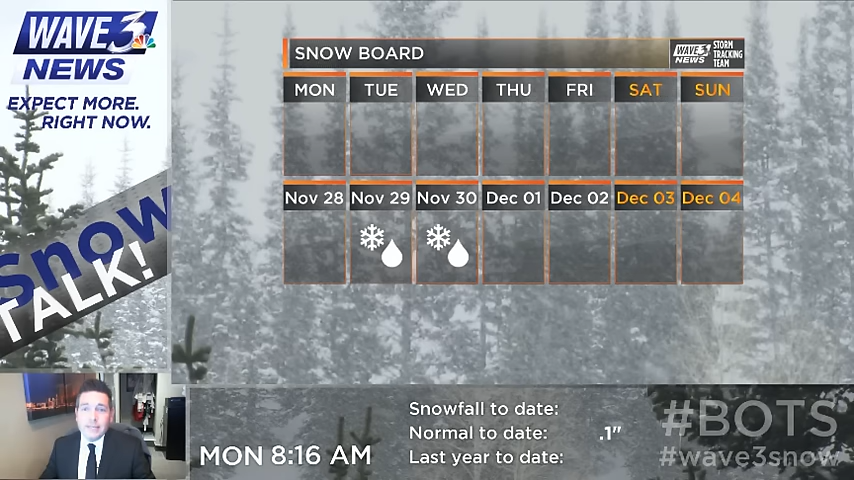 WAVE 3
NEWS
EXPECT MORE.
RIGHT NOW.
Snow
TALK!
SNOW BOARD
WAVE 3
NEWS
STORM
TRACKING
TEAM
MON TUE WED THU FRI SAT SUN
Nov 28 Nov 29 Nov 30 Dec 01 Dec 02 Dec 03 Dec 04
MON 8:16 AM
Snowfall to date:
Normal to date: .1"
Last year to date:
#BOTS
#wave3snow